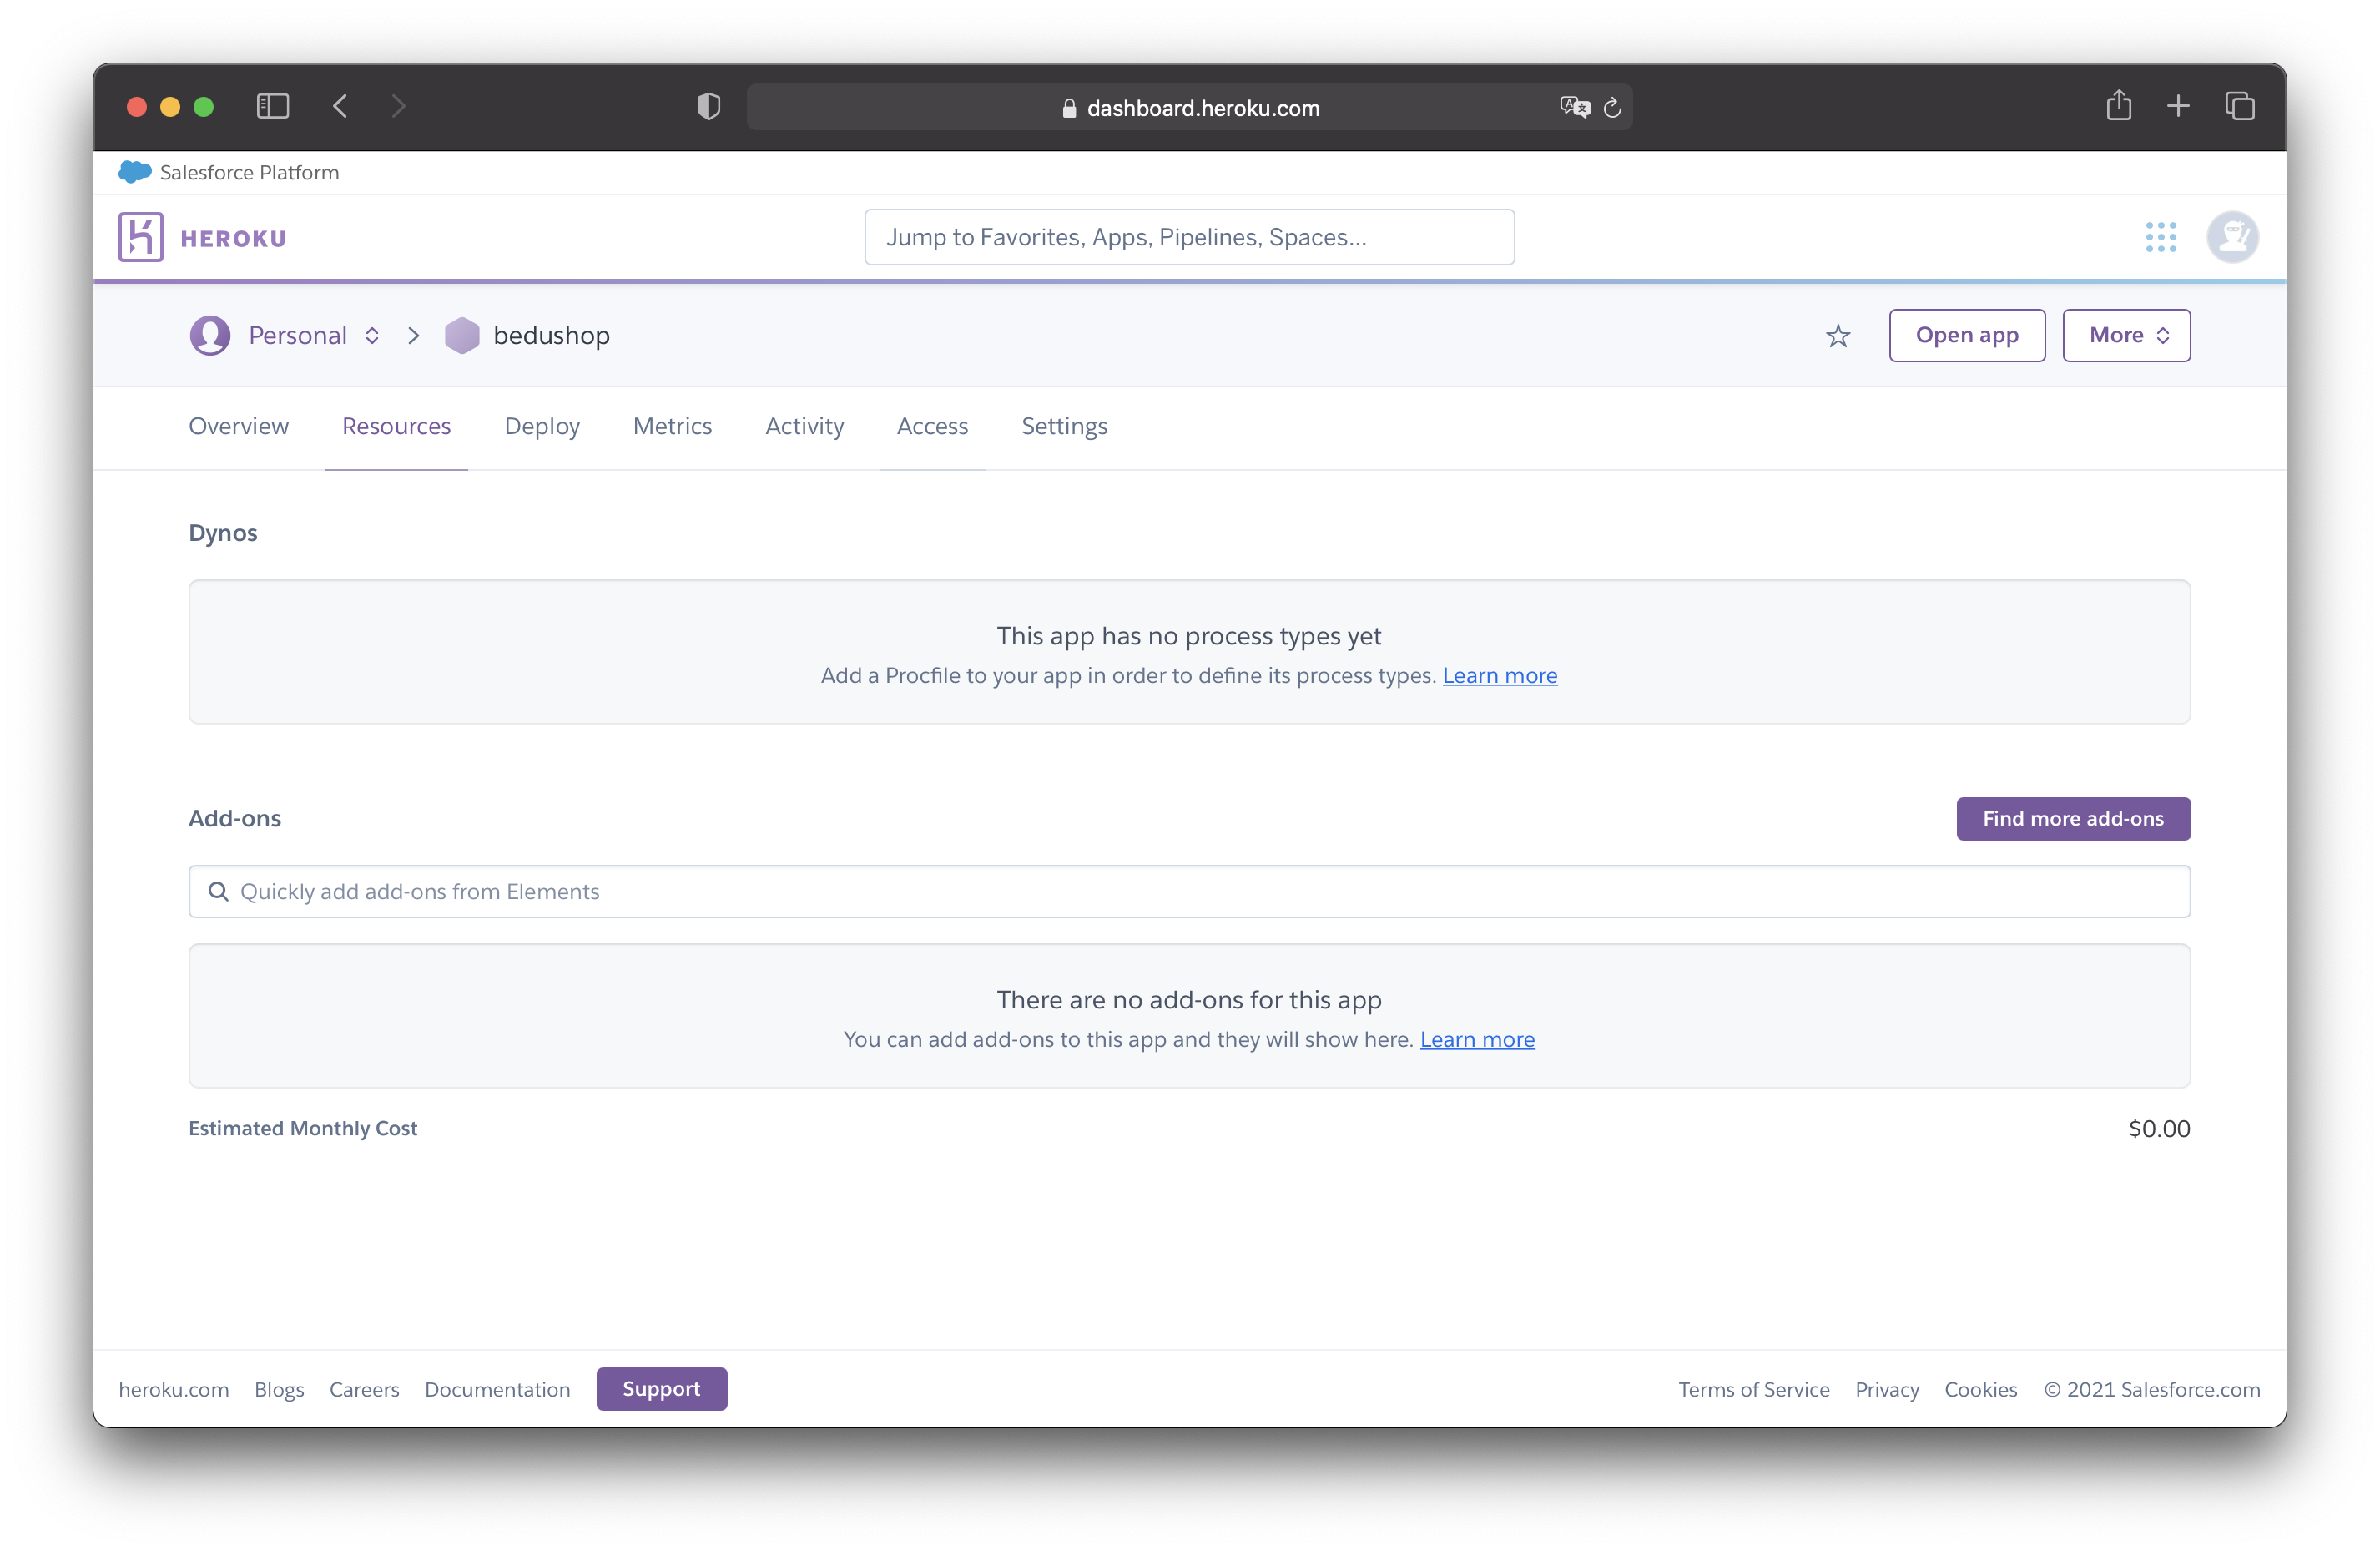 dashboard.heroku.com
Salesforce Platform
HEROKU
Jump to Favorites, Apps, Pipelines, Spaces...
Personal
bedushop
Open app
More
Overview Resources Deploy Metrics Activity Access Settings
Dynos
This app has no process types yet
Add a Procfile to your app in order to define its process types. Learn more
Add-ons
Find more add-ons
Quickly add add-ons from Elements
There are no add-ons for this app
You can add add-ons to this app and they will show here. Learn more
Estimated Monthly Cost
$0.00
heroku.com Blogs Careers Documentation Support
Terms of Service Privacy Cookies © 2021 Salesforce.com